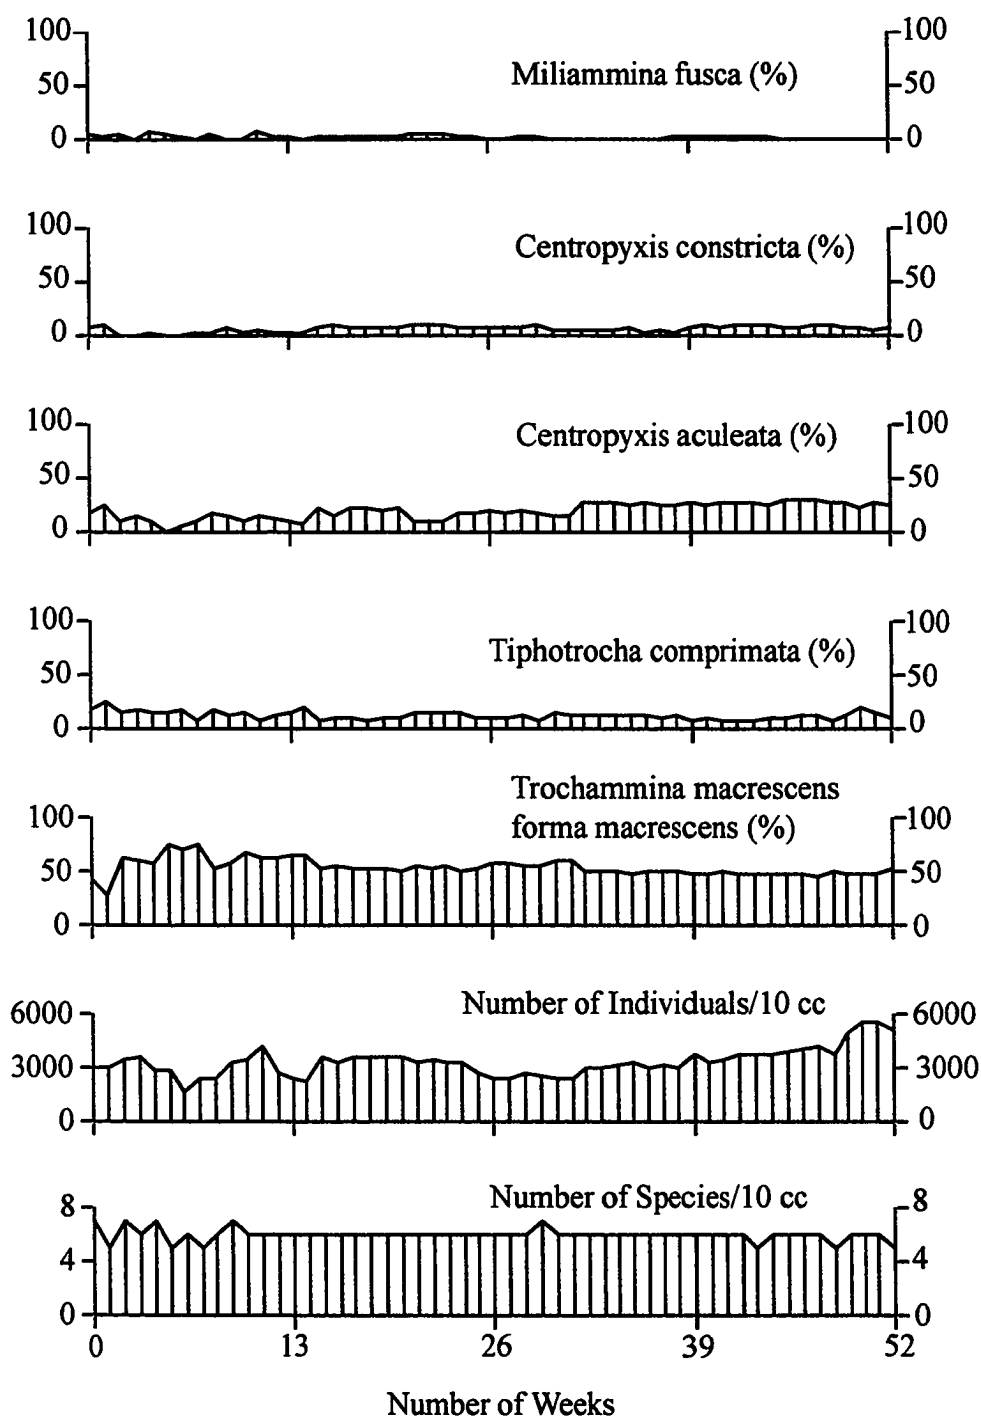 100 100
Miliammina fusca (%)
50 50
0 0
100 100
Centropyxis constricta (%)
50 50
0 0
100 100
Centropyxis aculeata (%)
50 50
0 0
100 100
Tiphotrocha comprimata (%)
50 50
0 0
Trochammina macrescens
100 100
forma macrescens (%)
50 50
0 0
Number of Individuals/10 cc
6000 6000
3000 3000
0 0
Number of Species/10 cc
8 8
4 4
0 0
0 13 26 39 52
Number of Weeks